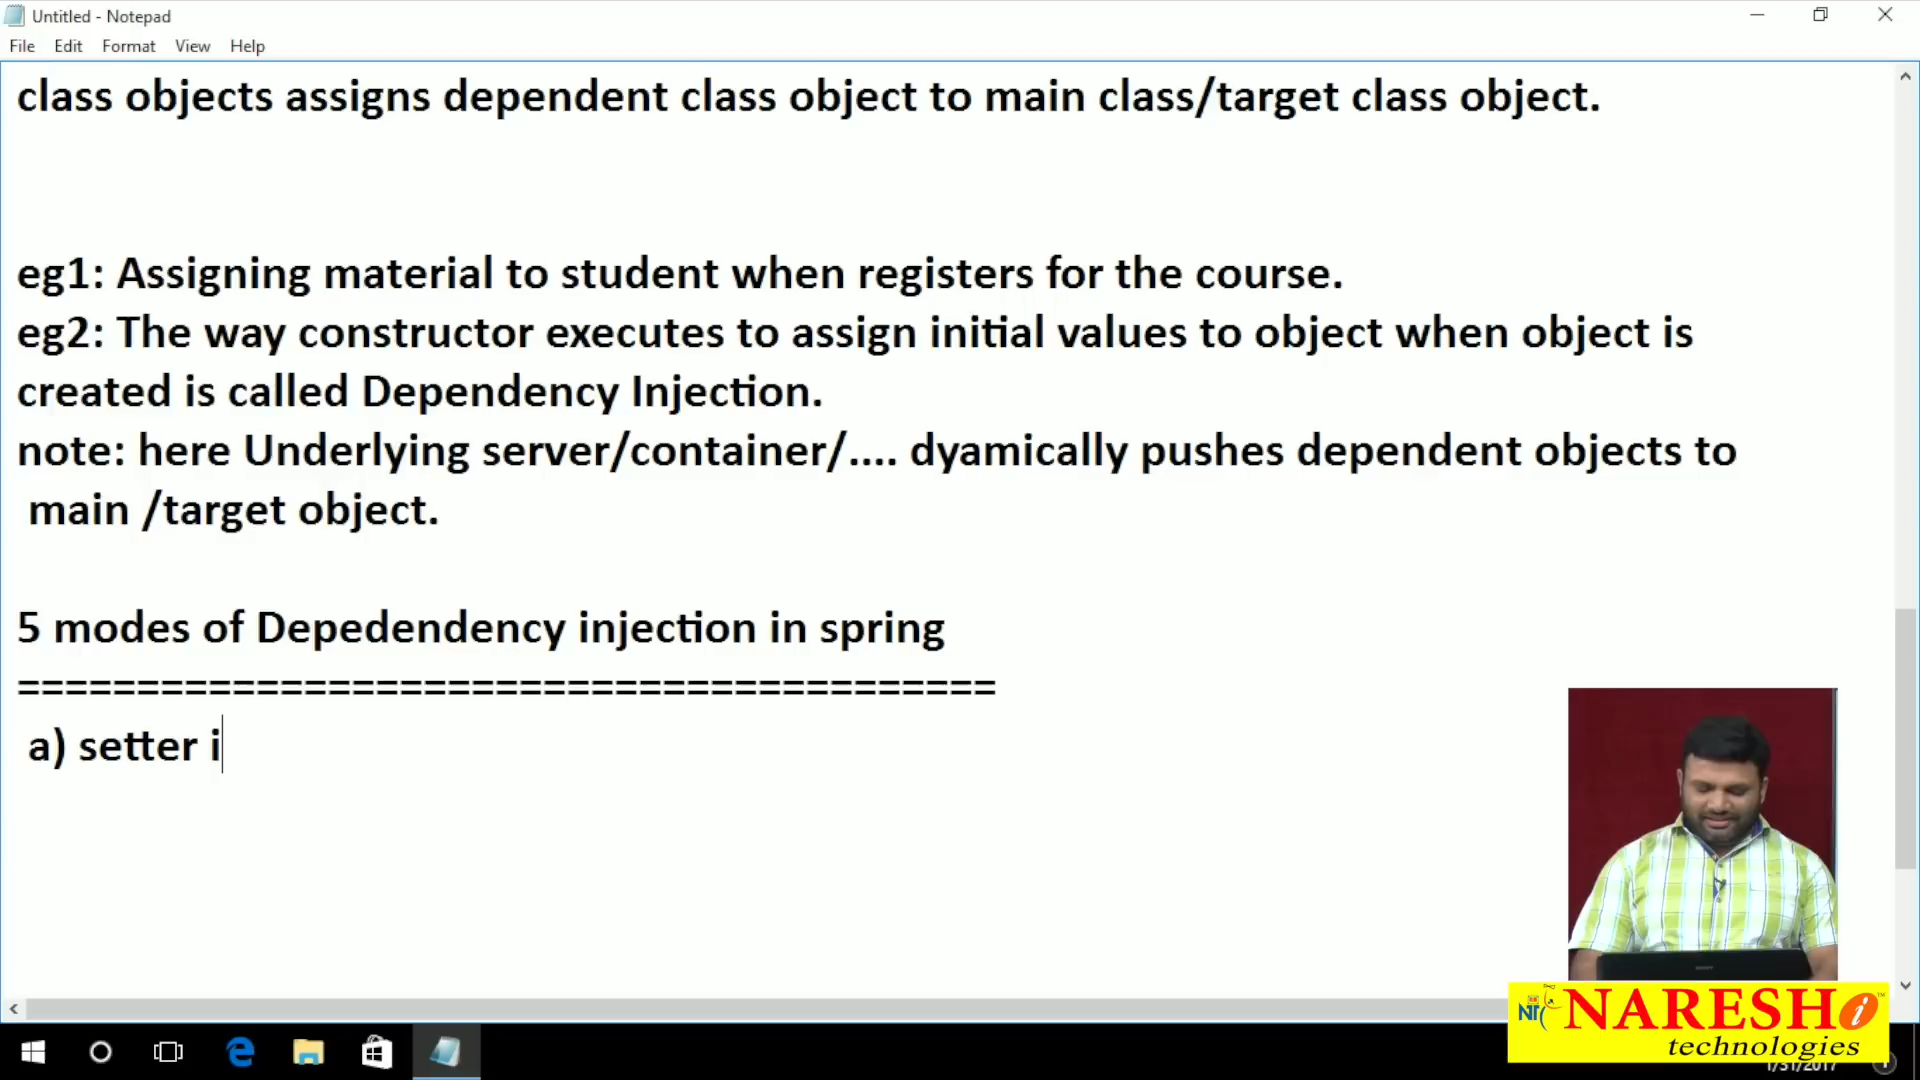 Untitled - Notepad
File Edit Format View Help
class objects assigns dependent class object to main class/target class object.
eg1: Assigning material to student when registers for the course.
eg2: The way constructor executes to assign initial values to object when object is
created is called Dependency Injection.
note: here Underlying server/container/.... dyamically pushes dependent objects to
main /target object.
5 modes of Depedendency injection in spring
=========================================
a) setter i
NARESH i
technologies
1/31/2017